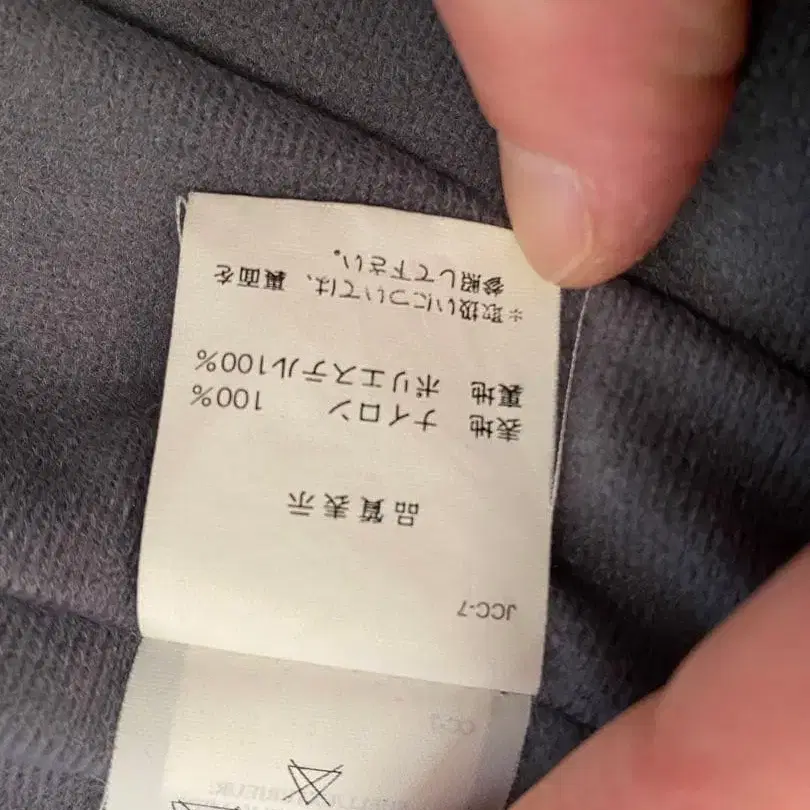 JCC-7
品質表示
表地 ナイロン 100%
裏地 ポリエステル100%
※取扱いについては、裏面を
参照して下さい。